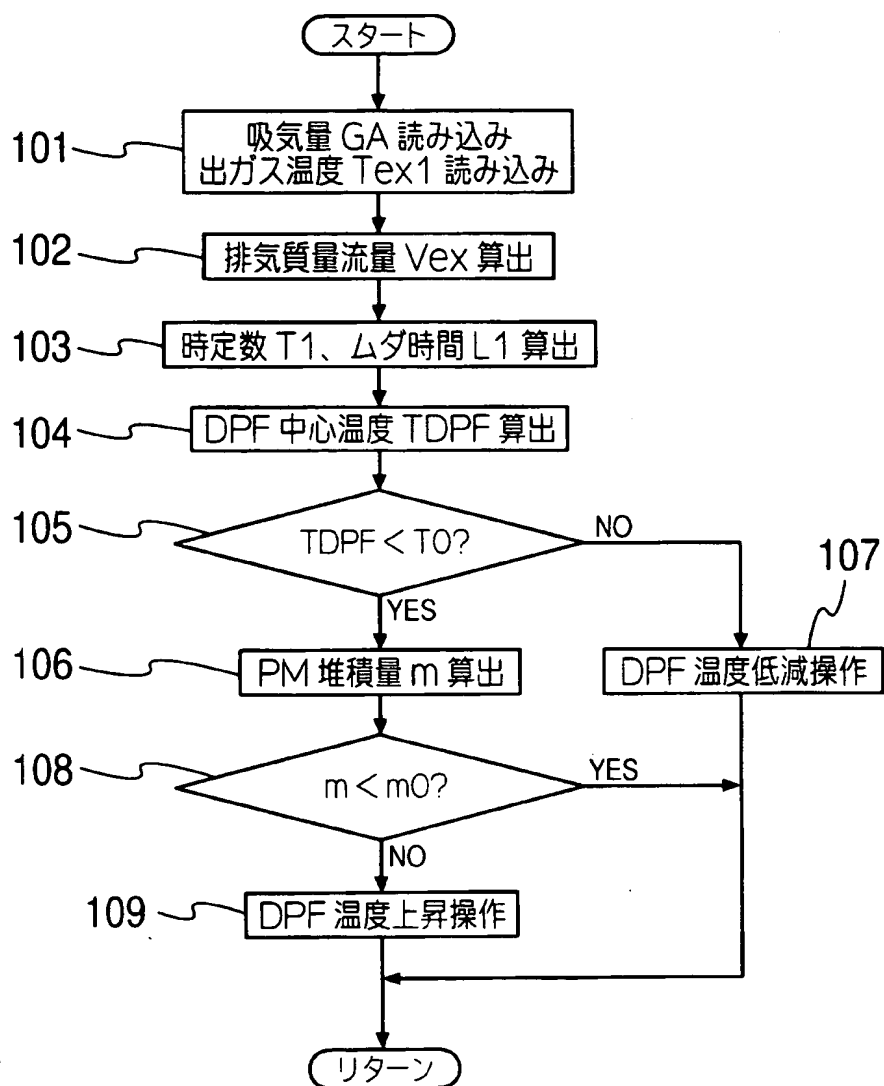 スタート
101
吸気量 GA 読み込み
出ガス温度 Tex1 読み込み
102
排気質量流量 Vex 算出
103
時定数 T1、ムダ時間 L1 算出
104
DPF 中心温度 TDPF 算出
105
TDPF < T0?
NO
107
YES
106
PM 堆積量 m 算出
DPF 温度低減操作
108
m < m0?
YES
NO
109
DPF 温度上昇操作
リターン